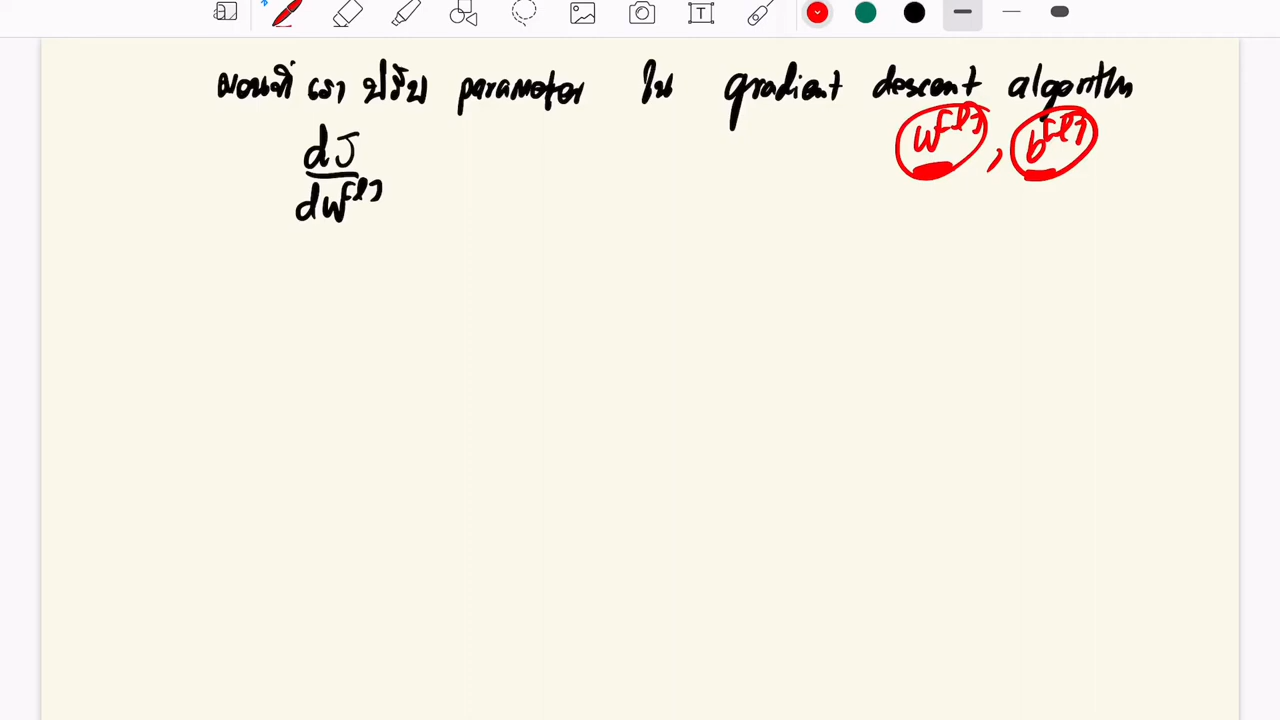 ตอนที่ เรา ปรับ parameter ใน gradient descent algorithm
w^[l], b^[l]
dJ
dw^[l]